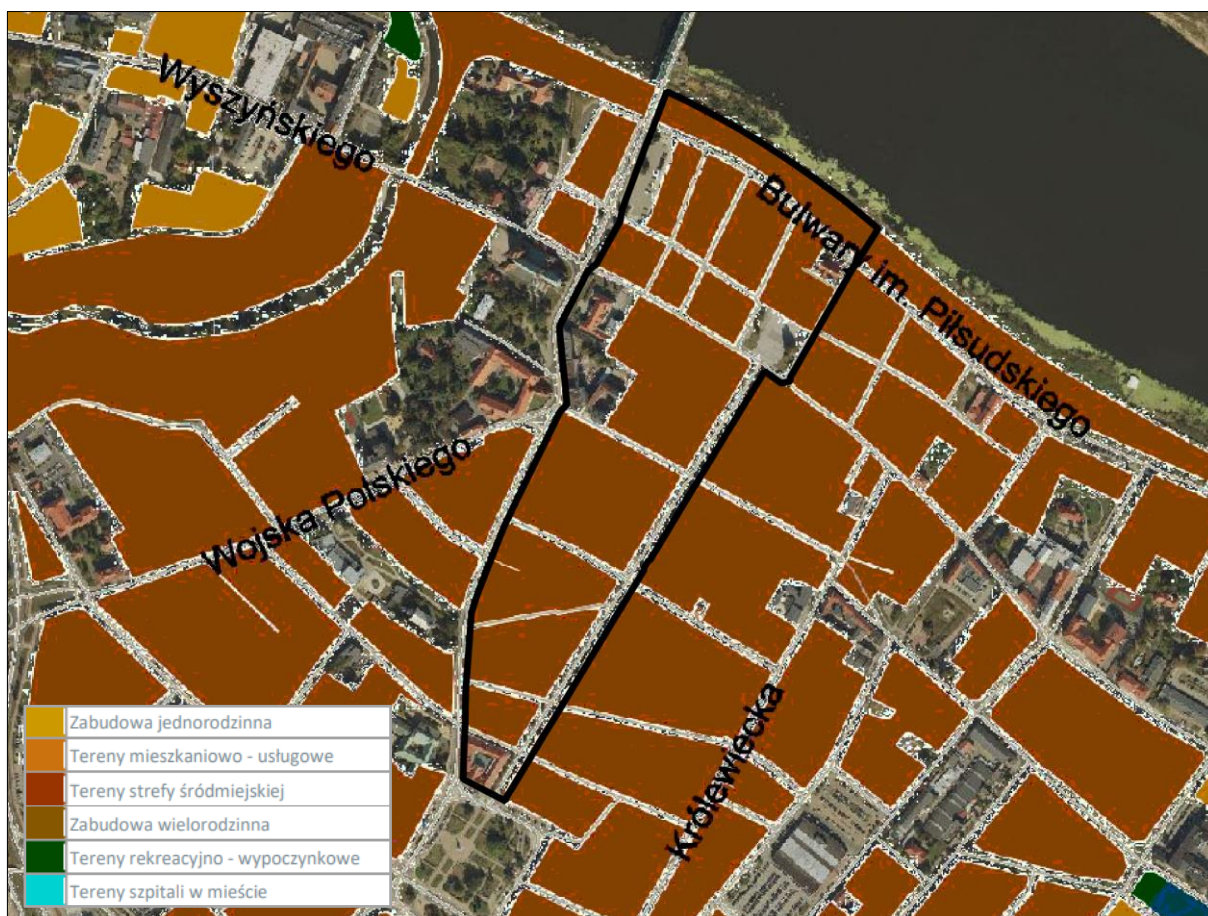 Wyszyńskiego
Bulwary im. Piłsudskiego
Wojska Polskiego
Królewiecka
Zabudowa jednorodzinna
Tereny mieszkaniowo - usługowe
Tereny strefy śródmiejskiej
Zabudowa wielorodzinna
Tereny rekreacyjno - wypoczynkowe
Tereny szpitali w mieście